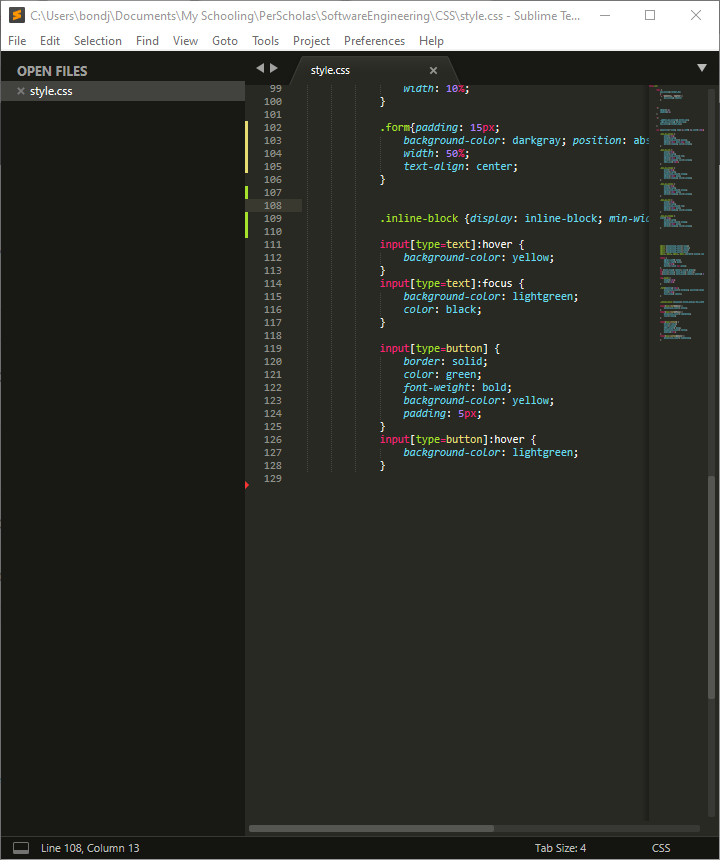 C:\Users\bondj\Documents\My Schooling\PerScholas\SoftwareEngineering\CSS\style.css - Sublime Te...
File Edit Selection Find View Goto Tools Project Preferences Help
OPEN FILES
style.css
style.css
99 width: 10%;
100 }
101
102 .form{padding: 15px;
103 background-color: darkgray; position: abs
104 width: 50%;
105 text-align: center;
106 }
107
108
109 .inline-block {display: inline-block; min-wid
110
111 input[type=text]:hover {
112 background-color: yellow;
113 }
114 input[type=text]:focus {
115 background-color: lightgreen;
116 color: black;
117 }
118
119 input[type=button] {
120 border: solid;
121 color: green;
122 font-weight: bold;
123 background-color: yellow;
124 padding: 5px;
125 }
126 input[type=button]:hover {
127 background-color: lightgreen;
128 }
129
Line 108, Column 13 Tab Size: 4 CSS